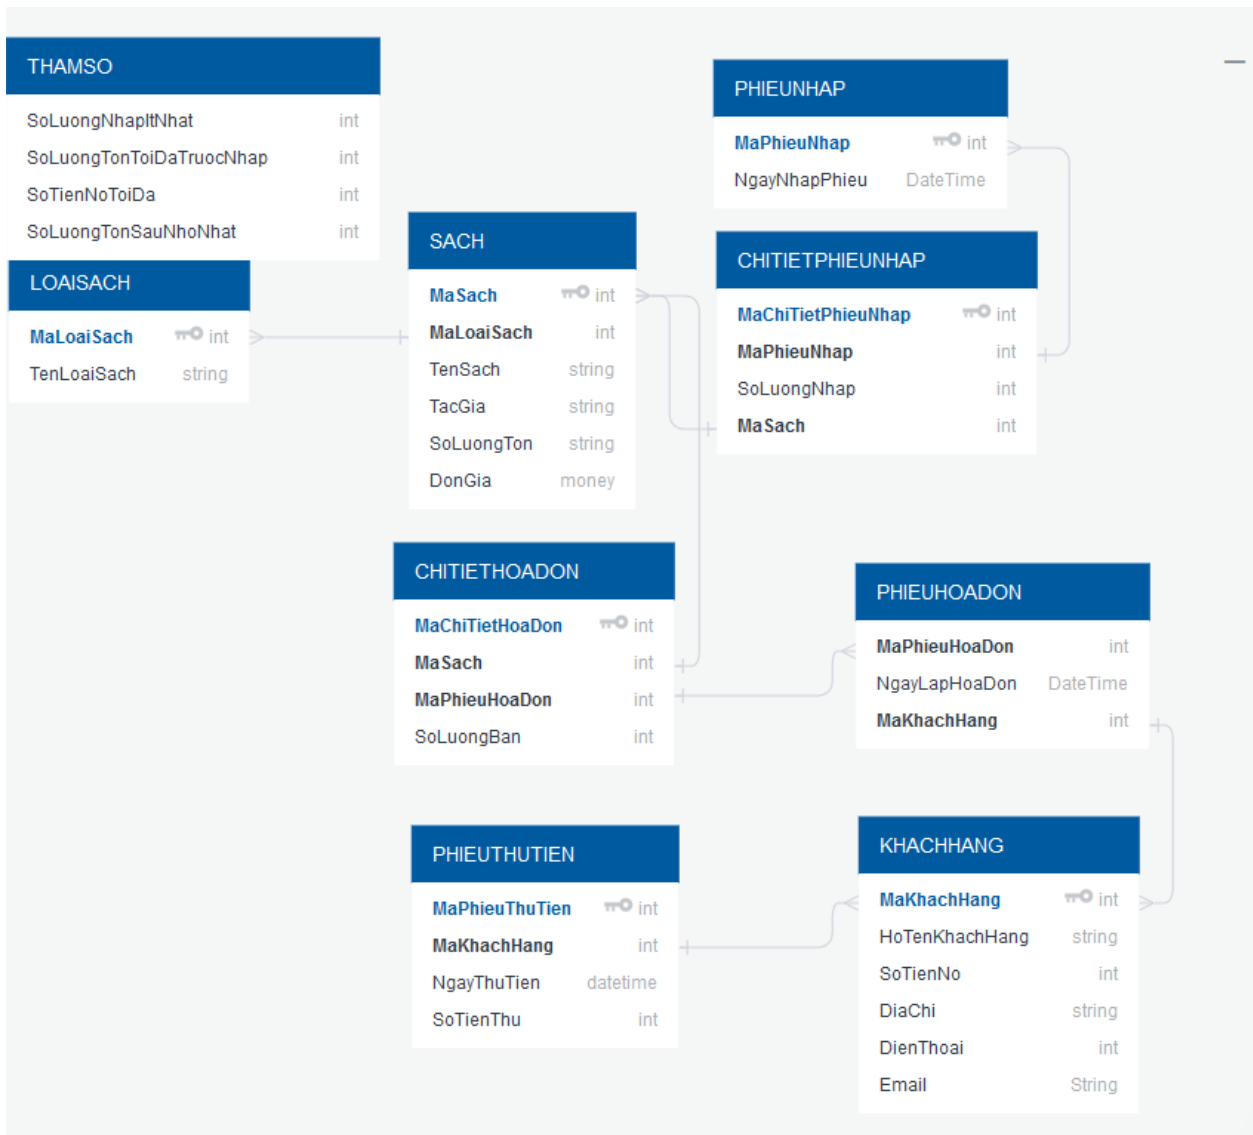 THAMSO
SoLuongNhapItNhat int
SoLuongTonToiDaTruocNhap int
SoTienNoToiDa int
SoLuongTonSauNhoNhat int
LOAISACH
MaLoaiSach int
TenLoaiSach string
SACH
MaSach int
MaLoaiSach int
TenSach string
TacGia string
SoLuongTon string
DonGia money
PHIEUNHAP
MaPhieuNhap int
NgayNhapPhieu DateTime
CHITIETPHIEUNHAP
MaChiTietPhieuNhap int
MaPhieuNhap int
SoLuongNhap int
MaSach int
CHITIETHOADON
MaChiTietHoaDon int
MaSach int
MaPhieuHoaDon int
SoLuongBan int
PHIEUHOADON
MaPhieuHoaDon int
NgayLapHoaDon DateTime
MaKhachHang int
PHIEUTHUTIEN
MaPhieuThuTien int
MaKhachHang int
NgayThuTien datetime
SoTienThu int
KHACHHANG
MaKhachHang int
HoTenKhachHang string
SoTienNo int
DiaChi string
DienThoai int
Email String